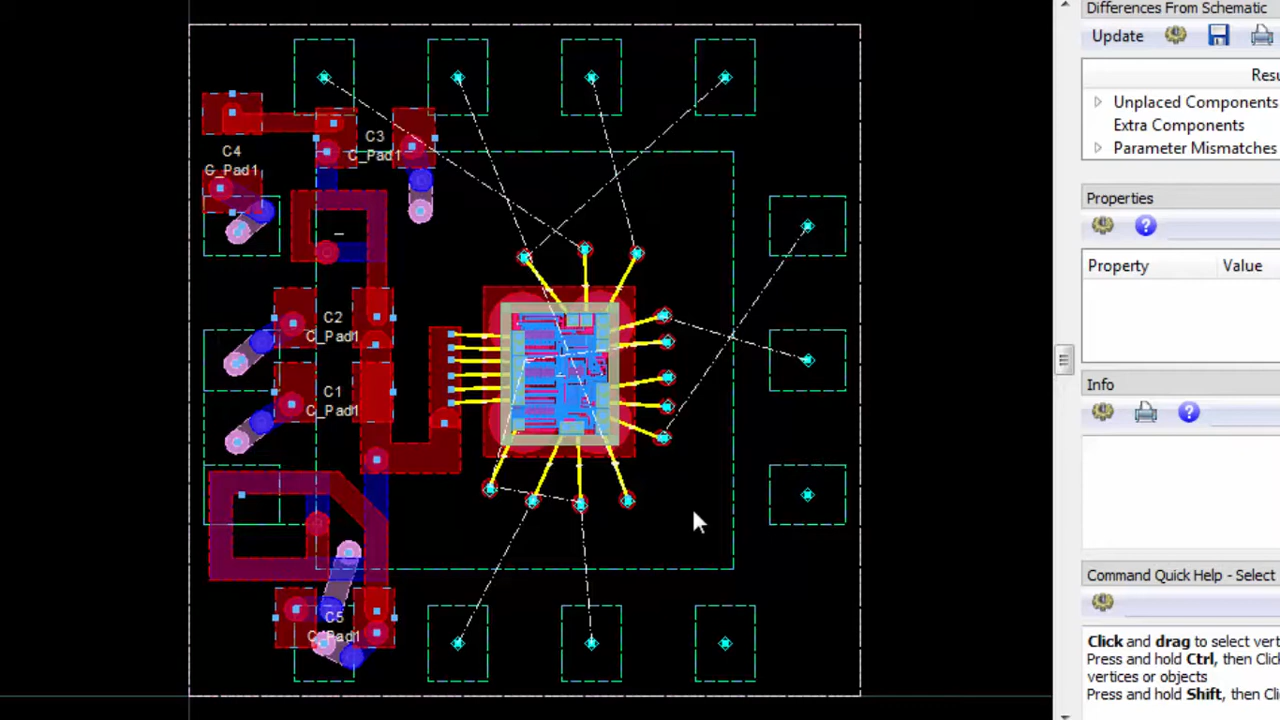 C3
C_Pad1
C4
C_Pad1
C2
C_Pad1
C1
C_Pad1
C5
C_Pad1
Differences From Schematic
Update
Resu
Unplaced Components
Extra Components
Parameter Mismatches
Properties
Property Value
Info
Command Quick Help - Select
Click and drag to select vert
Press and hold Ctrl, then Click
vertices or objects
Press and hold Shift, then Cli